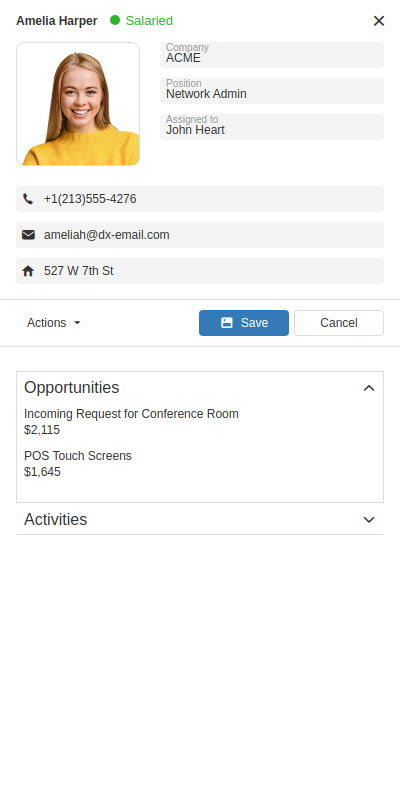 Amelia Harper Salaried
Company
ACME
Position
Network Admin
Assigned to
John Heart
+1(213)555-4276
ameliah@dx-email.com
527 W 7th St
Actions Save Cancel
Opportunities
Incoming Request for Conference Room
$2,115
POS Touch Screens
$1,645
Activities